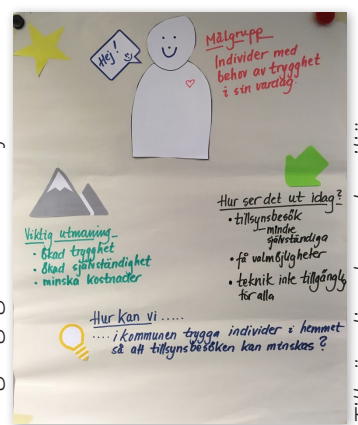 Hej!
Målgrupp
Individer med
behov av trygghet
i sin vardag.
Hur ser det ut idag?
• tillsynsbesök
→ mindre
självständiga
• få valmöjligheter
• teknik inte tillgänglig
för alla
Viktig utmaning
• Ökad trygghet
• Ökad självständighet
• minska kostnader
Hur kan vi .....
.... i kommunen trygga individer i hemmet
så att tillsynsbesöken kan minskas?